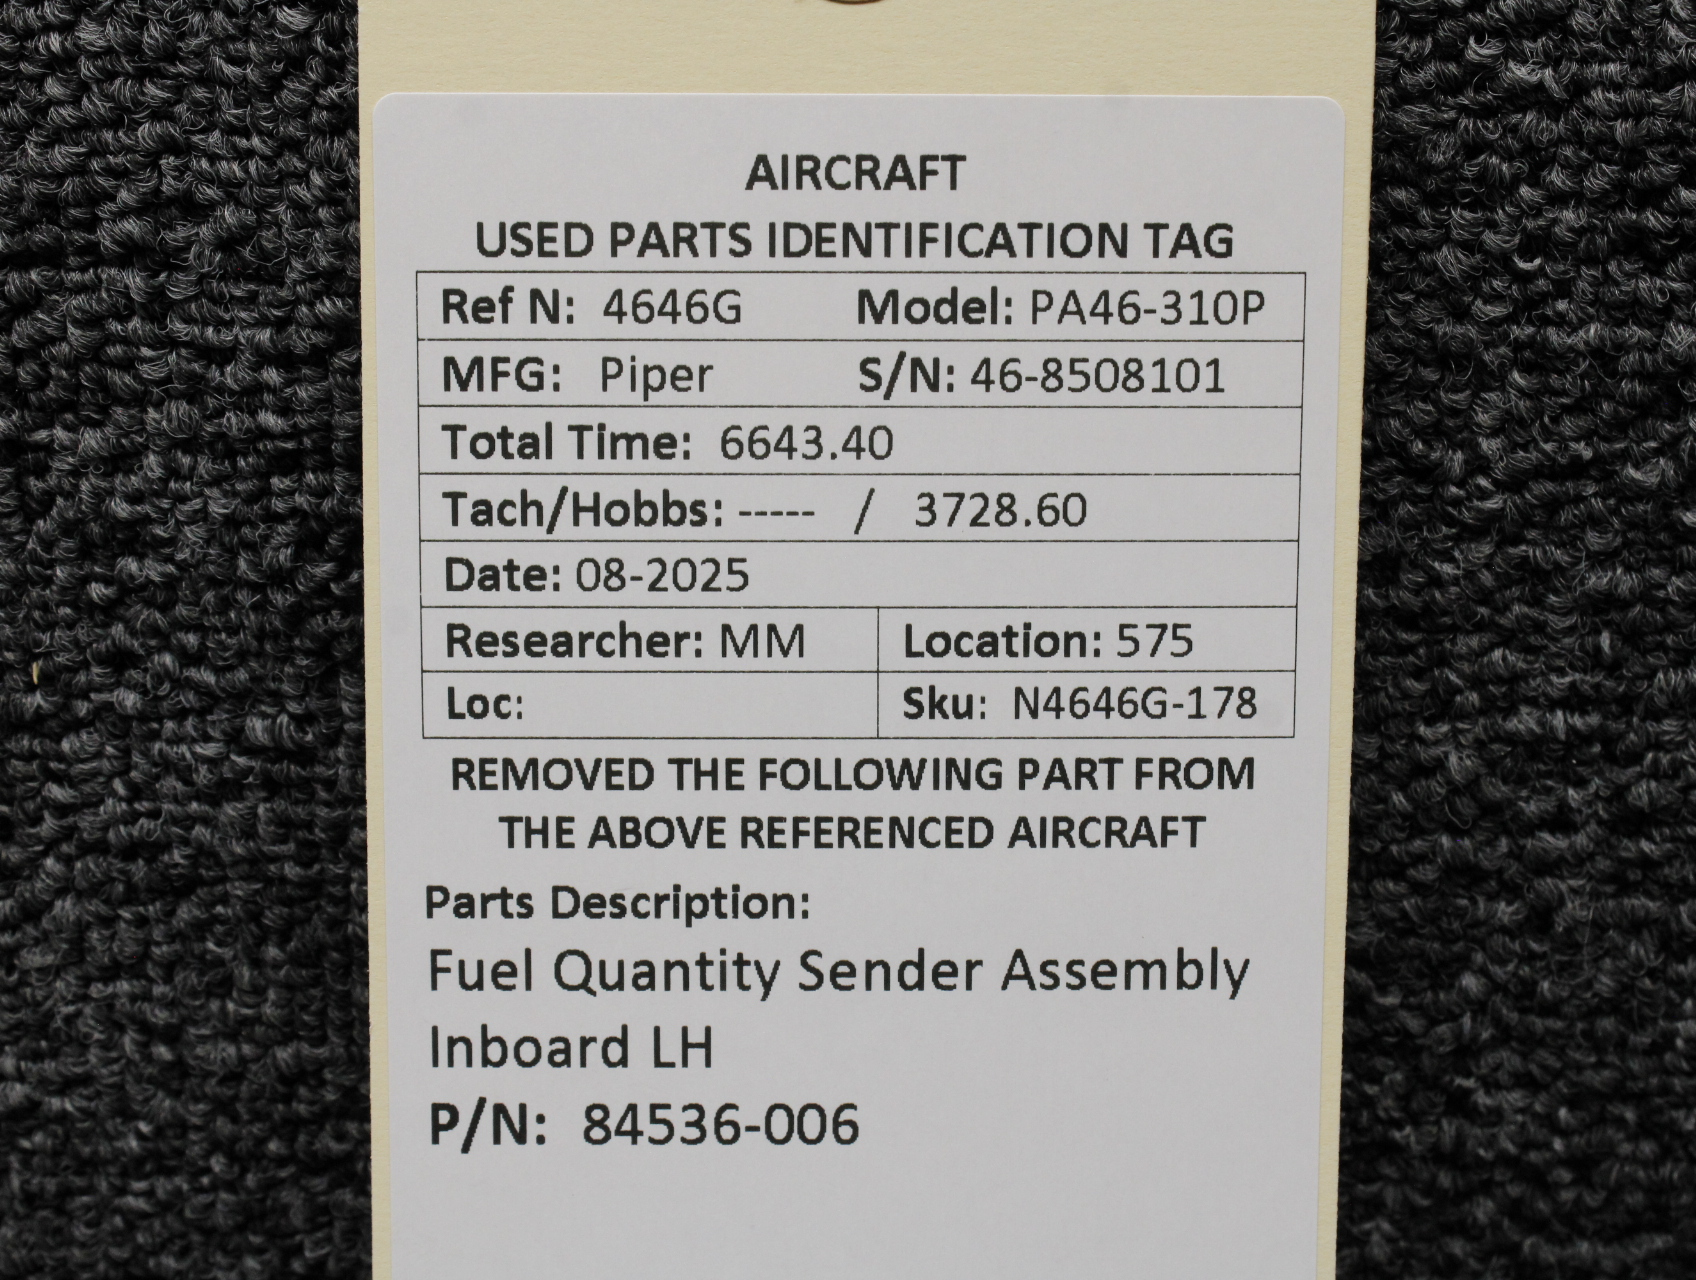 AIRCRAFT
USED PARTS IDENTIFICATION TAG
Ref N: 4646G Model: PA46-310P
MFG: Piper S/N: 46-8508101
Total Time: 6643.40
Tach/Hobbs: ----- / 3728.60
Date: 08-2025
Researcher: MM Location: 575
Loc: Sku: N4646G-178
REMOVED THE FOLLOWING PART FROM
THE ABOVE REFERENCED AIRCRAFT
Parts Description:
Fuel Quantity Sender Assembly
Inboard LH
P/N: 84536-006